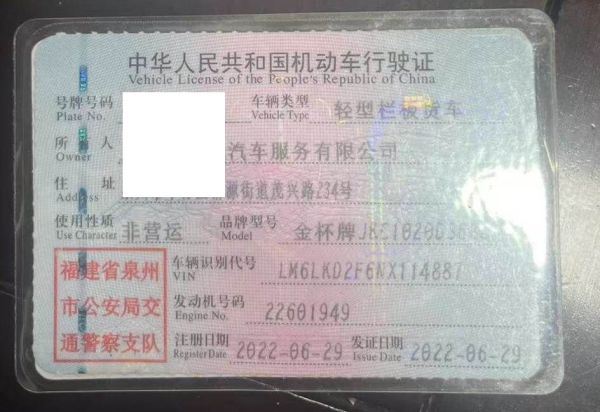 中华人民共和国机动车行驶证
Vehicle License of the People's Republic of China
号牌号码 Plate No. 车辆类型 Vehicle Type 轻型栏板货车
所有人 Owner 汽车服务有限公司
住址 Address 街道茂兴路234号
使用性质 Use Character 非营运 品牌型号 Model 金杯牌
福建省泉州
市公安局交
通警察支队
车辆识别代号 VIN LM6LKD2F6NX114887
发动机号码 Engine No. 22601949
注册日期 Register Date 2022-06-29 发证日期 Issue Date 2022-06-29